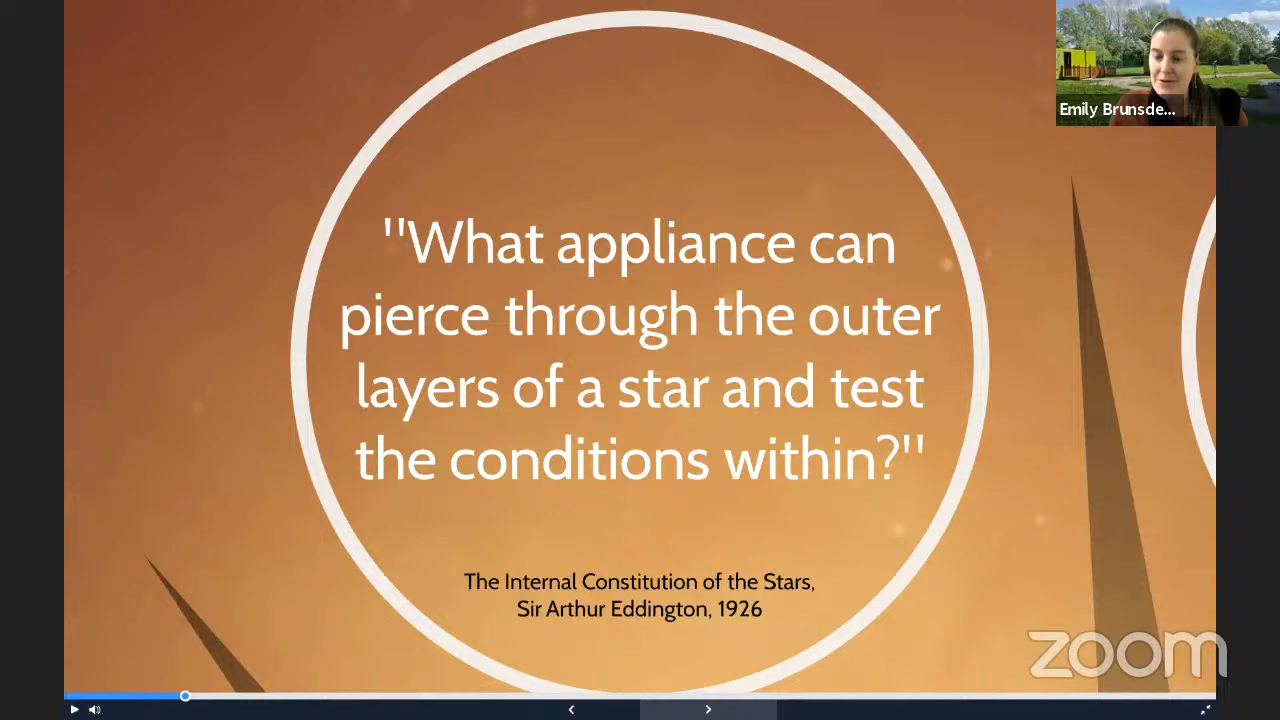 Emily Brunsde...
"What appliance can
pierce through the outer
layers of a star and test
the conditions within?"
The Internal Constitution of the Stars,
Sir Arthur Eddington, 1926
zoom